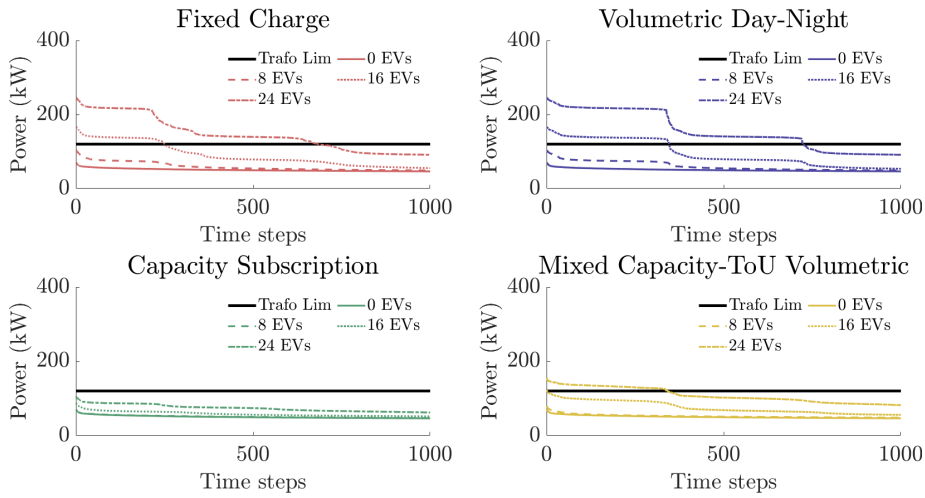 Fixed Charge
400
200
0
Power (kW)
Trafo Lim
0 EVs
8 EVs
16 EVs
24 EVs
0
500
1000
Time steps
Volumetric Day-Night
400
200
0
Power (kW)
Trafo Lim
0 EVs
8 EVs
16 EVs
24 EVs
0
500
1000
Time steps
Capacity Subscription
400
200
0
Power (kW)
Trafo Lim
0 EVs
8 EVs
16 EVs
24 EVs
0
500
1000
Time steps
Mixed Capacity-ToU Volumetric
400
200
0
Power (kW)
Trafo Lim
0 EVs
8 EVs
16 EVs
24 EVs
0
500
1000
Time steps